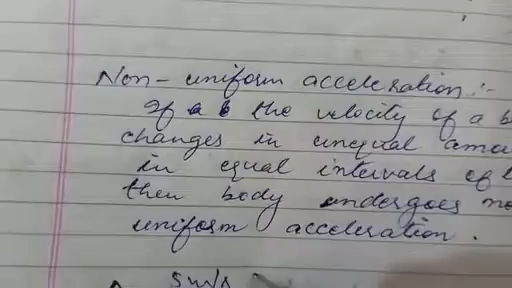 Non-uniform acceleration :-
If the velocity of a
changes in unequal
in equal intervals of
then body undergoes
uniform acceleration.
5m/s